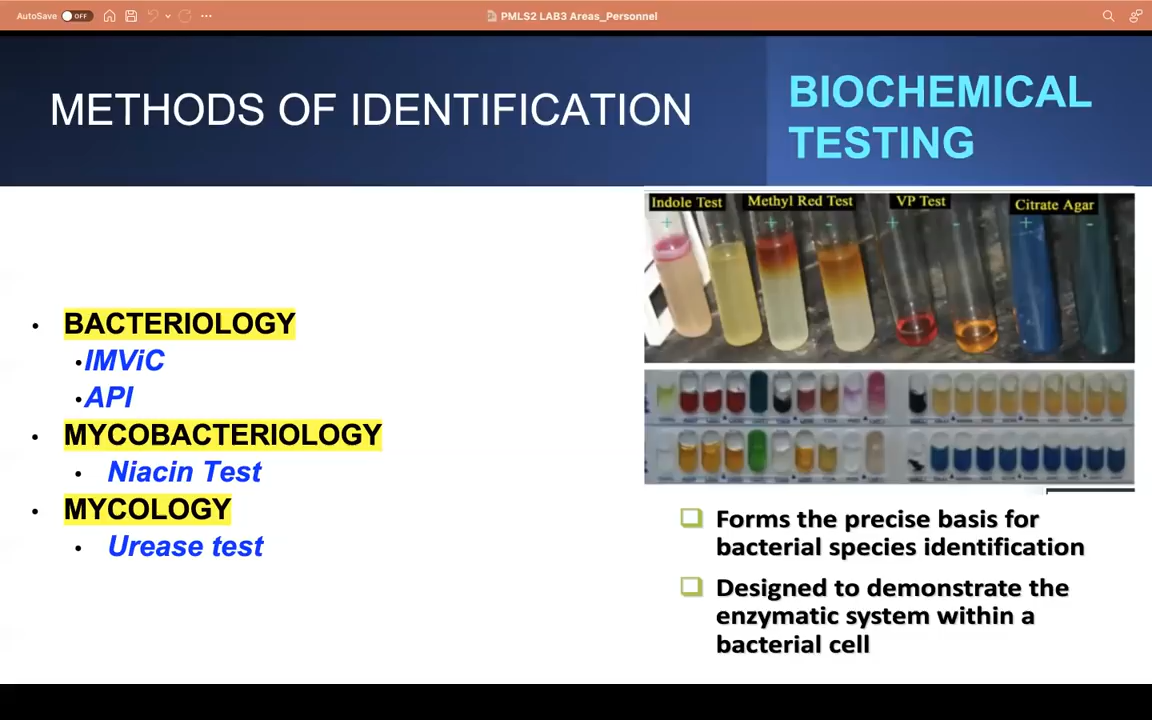 AutoSave OFF
PMLS2 LAB3 Areas_Personnel
METHODS OF IDENTIFICATION
BIOCHEMICAL
TESTING
• BACTERIOLOGY
•IMViC
•API
• MYCOBACTERIOLOGY
• Niacin Test
• MYCOLOGY
• Urease test
Indole Test Methyl Red Test VP Test Citrate Agar
+ - + - + - + -
Forms the precise basis for
bacterial species identification
Designed to demonstrate the
enzymatic system within a
bacterial cell